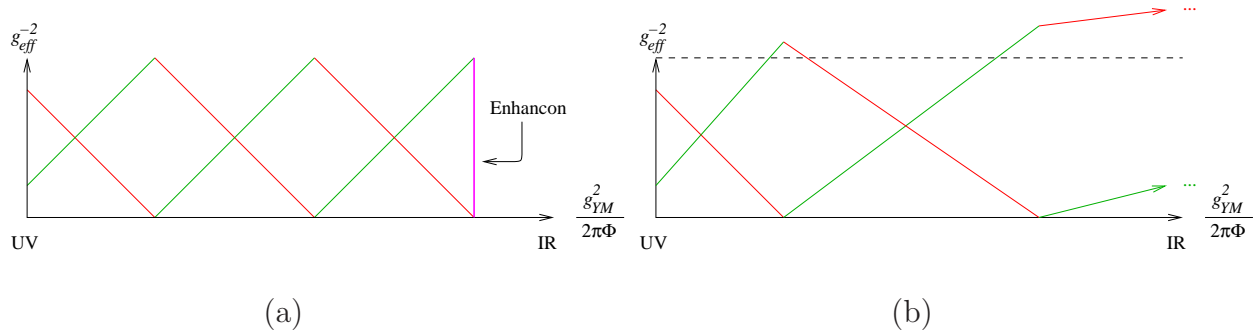 g_{eff}^{-2}
Enhancon
g_{YM}^{2}
2πΦ
UV
IR
(a)
g_{eff}^{-2}
...
...
g_{YM}^{2}
2πΦ
UV
IR
(b)